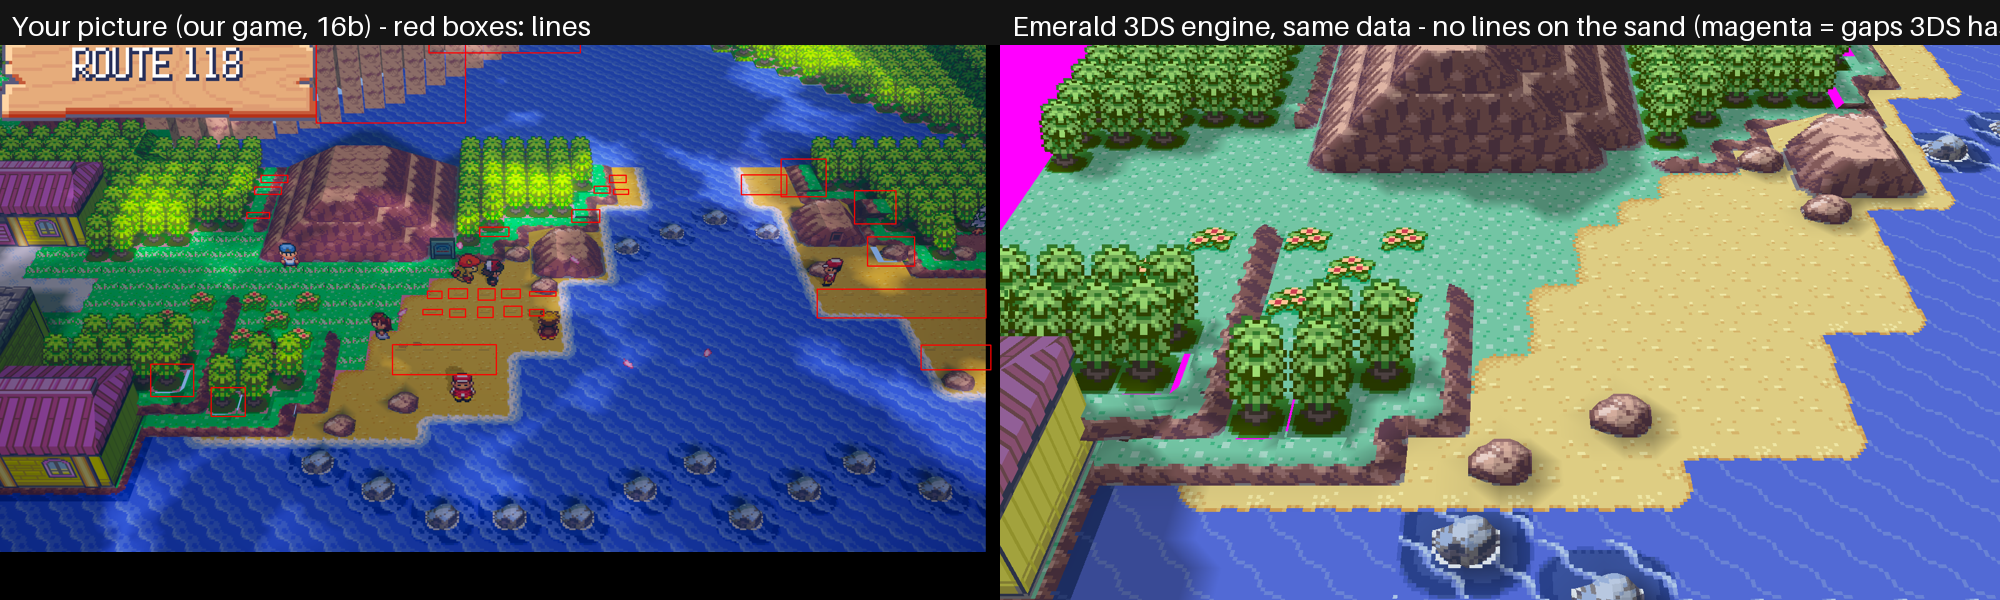 Your picture (our game, 16b) - red boxes: lines
Emerald 3DS engine, same data - no lines on the sand (magenta = gaps 3DS ha
ROUTE 118